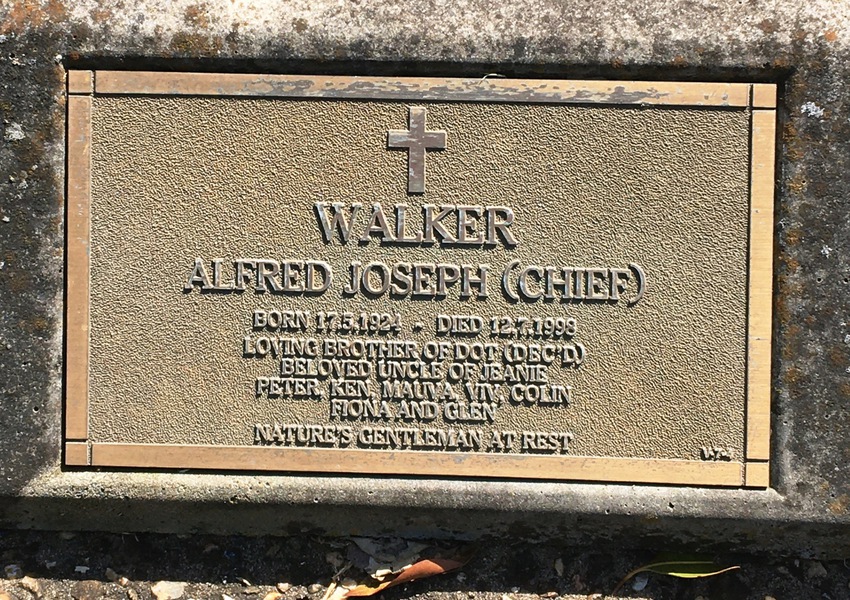 WALKER
ALFRED JOSEPH (CHIEF)
BORN 17.5.1924 - DIED 12.7.1998
LOVING BROTHER OF DOT (DEC'D)
BELOVED UNCLE OF JEANIE
PETER, KEN, MAUVA, VIV, COLIN
FIONA AND GLEN
NATURE'S GENTLEMAN AT REST